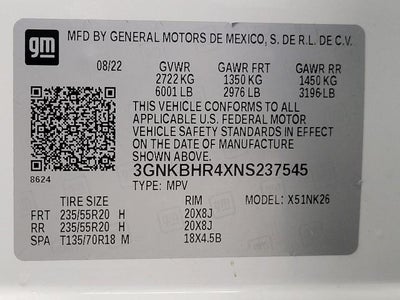 gm
MFD BY GENERAL MOTORS DE MEXICO, S. DE R.L. DE C.V.
08/22 GVWR GAWR FRT GAWR RR
2722 KG 1350 KG 1450 KG
6001 LB 2976 LB 3196 LB
THIS VEHICLE CONFORMS TO ALL
APPLICABLE U.S. FEDERAL MOTOR
VEHICLE SAFETY STANDARDS IN EFFECT
ON THE DATE OF MANUFACTURE
SHOWN ABOVE.
8624
3GNKBHR4XNS237545
TYPE: MPV
TIRE SIZE RIM MODEL: X51NK26
FRT 235/55R20 H 20X8J
RR 235/55R20 H 20X8J
SPA T135/70R18 M 18X4.5B